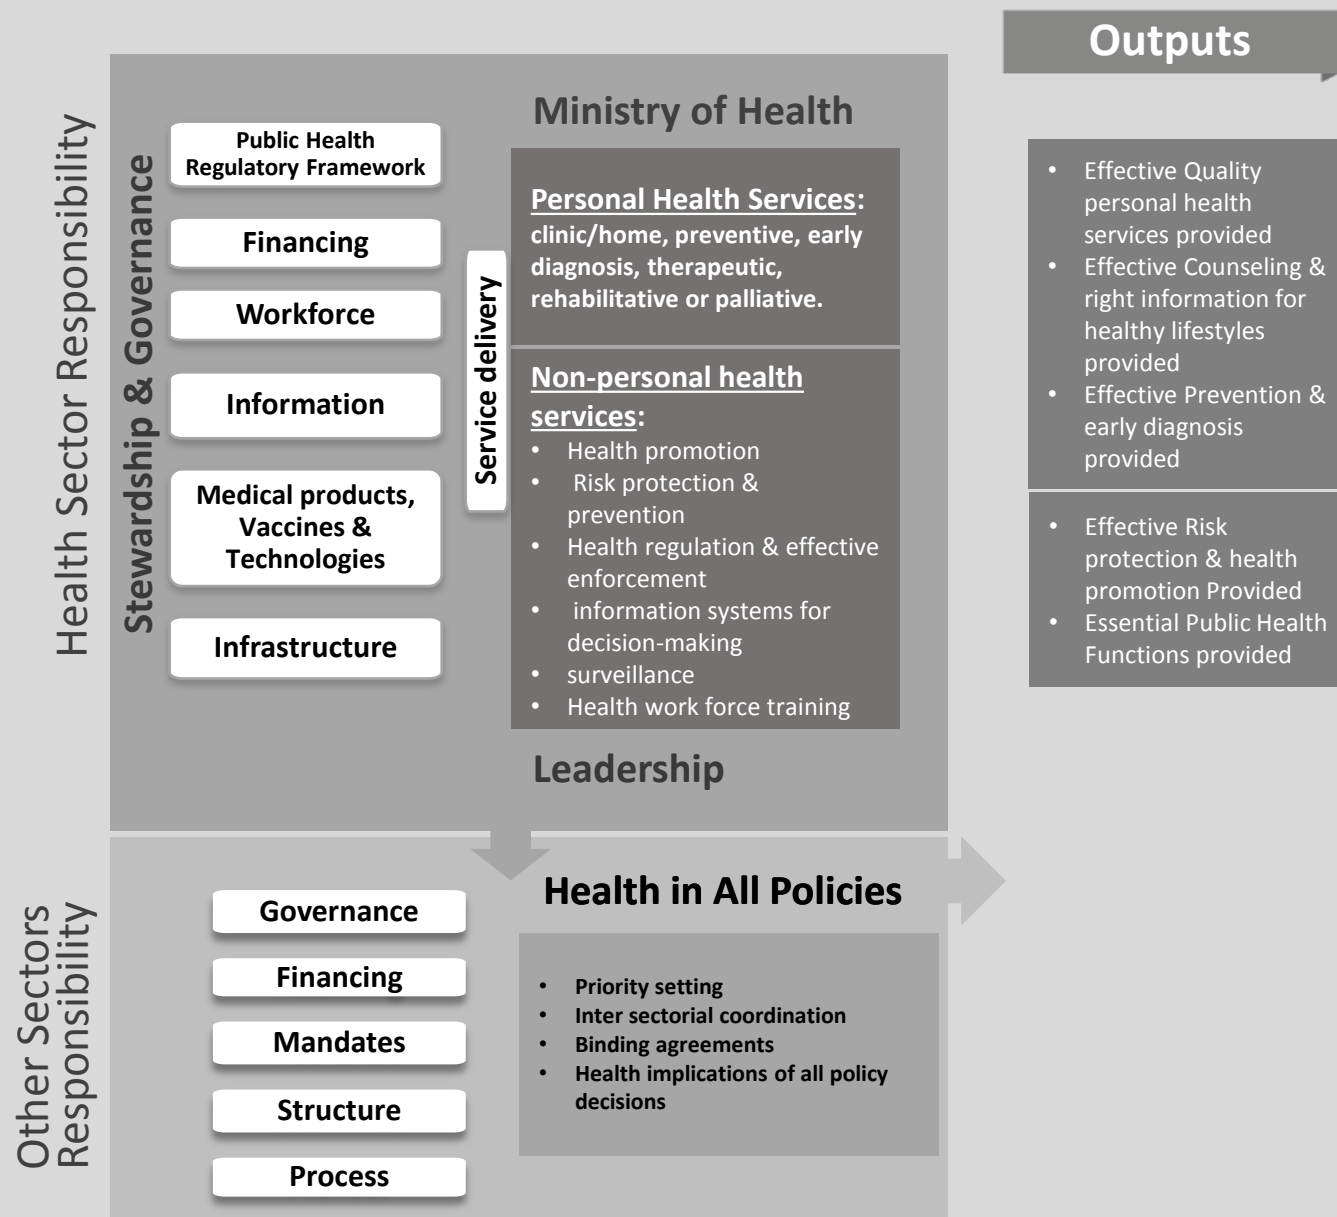 Outputs
Health Sector Responsibility
Stewardship & Governance
Public Health
Regulatory Framework
Financing
Workforce
Information
Medical products,
Vaccines &
Technologies
Infrastructure
Service delivery
Ministry of Health
Personal Health Services:
clinic/home, preventive, early
diagnosis, therapeutic,
rehabilitative or palliative.
Non-personal health
services:
• Health promotion
• Risk protection &
prevention
• Health regulation & effective
enforcement
• information systems for
decision-making
• surveillance
• Health work force training
Leadership
• Effective Quality
personal health
services provided
• Effective Counseling &
right information for
healthy lifestyles
provided
• Effective Prevention &
early diagnosis
provided
• Effective Risk
protection & health
promotion Provided
• Essential Public Health
Functions provided
Other Sectors
Responsibility
Governance
Financing
Mandates
Structure
Process
Health in All Policies
• Priority setting
• Inter sectorial coordination
• Binding agreements
• Health implications of all policy
decisions